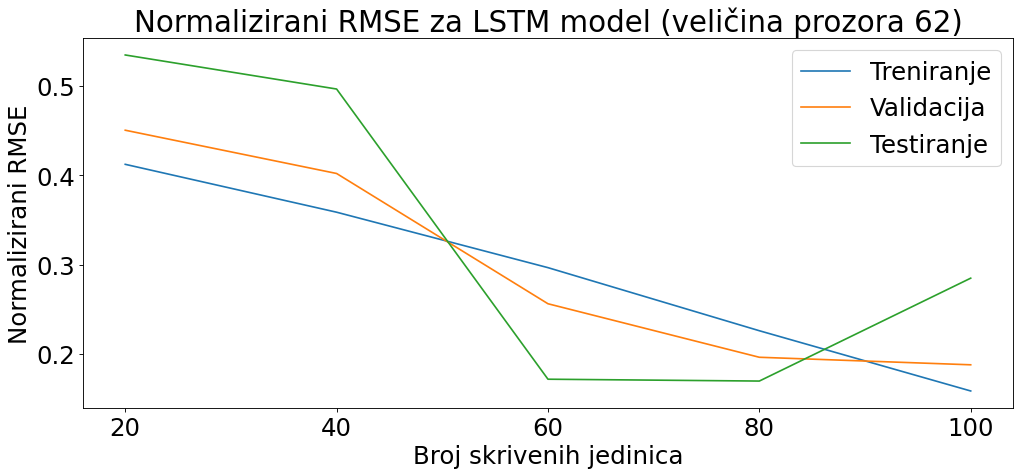 Normalizirani RMSE za LSTM model (veličina prozora 62)
Normalizirani RMSE
0.5
0.4
0.3
0.2
Treniranje
Validacija
Testiranje
20 40 60 80 100
Broj skrivenih jedinica